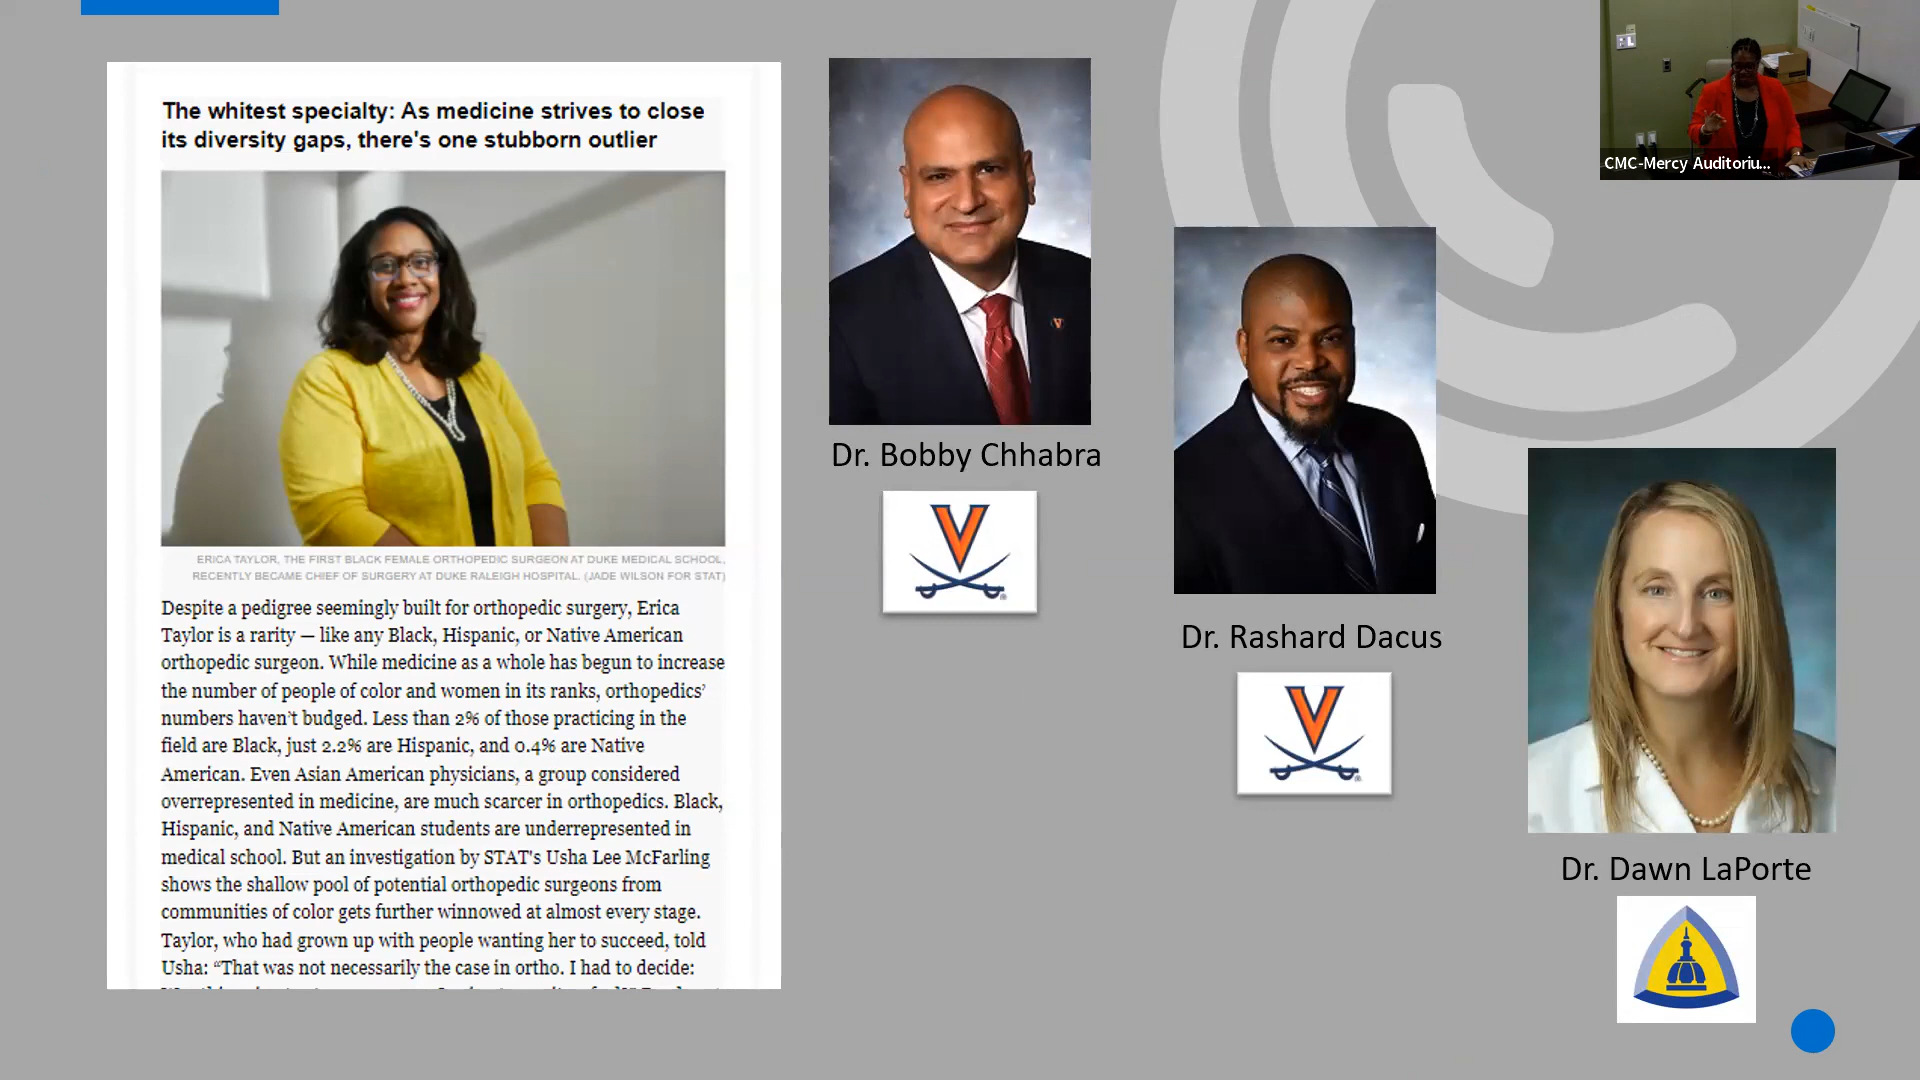 The whitest specialty: As medicine strives to close
its diversity gaps, there's one stubborn outlier
ERICA TAYLOR, THE FIRST BLACK FEMALE ORTHOPEDIC SURGEON AT DUKE MEDICAL SCHOOL,
RECENTLY BECAME CHIEF OF SURGERY AT DUKE RALEIGH HOSPITAL. (JADE WILSON FOR STAT)
Despite a pedigree seemingly built for orthopedic surgery, Erica
Taylor is a rarity — like any Black, Hispanic, or Native American
orthopedic surgeon. While medicine as a whole has begun to increase
the number of people of color and women in its ranks, orthopedics’
numbers haven’t budged. Less than 2% of those practicing in the
field are Black, just 2.2% are Hispanic, and 0.4% are Native
American. Even Asian American physicians, a group considered
overrepresented in medicine, are much scarcer in orthopedics. Black,
Hispanic, and Native American students are underrepresented in
medical school. But an investigation by STAT's Usha Lee McFarling
shows the shallow pool of potential orthopedic surgeons from
communities of color gets further winnowed at almost every stage.
Taylor, who had grown up with people wanting her to succeed, told
Usha: “That was not necessarily the case in ortho. I had to decide:
Dr. Bobby Chhabra
V
Dr. Rashard Dacus
V
Dr. Dawn LaPorte
CMC-Mercy Auditoriu...